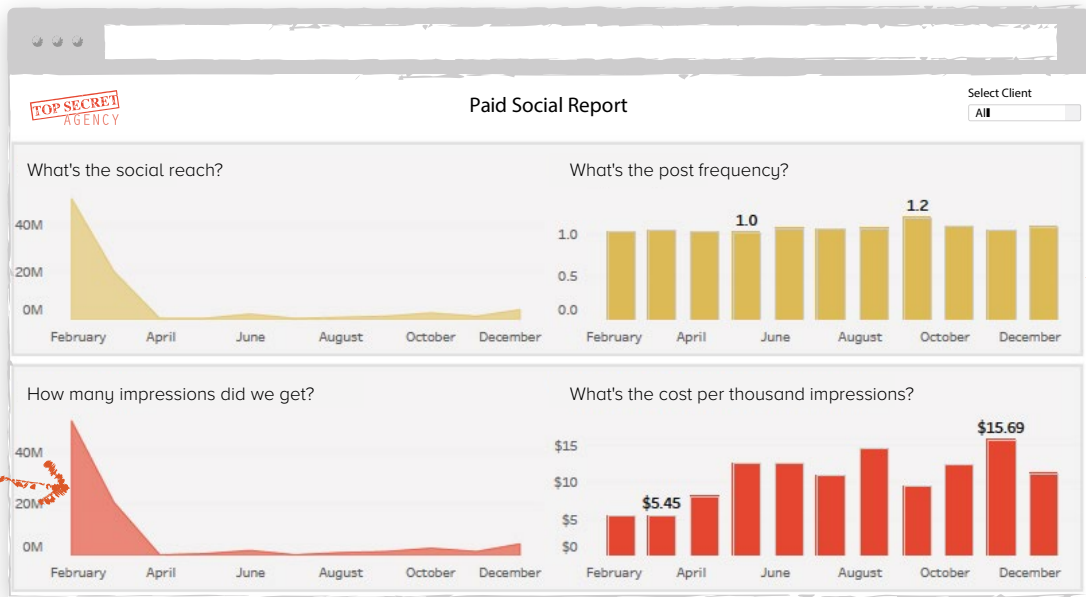 TOP SECRET
AGENCY
Paid Social Report
Select Client
All
What's the social reach?
40M
20M
0M
February April June August October December
What's the post frequency?
1.0
0.5
0.0
1.0
1.2
February April June August October December
How many impressions did we get?
40M
20M
0M
February April June August October December
What's the cost per thousand impressions?
$15
$10
$5
$0
$5.45
$15.69
February April June August October December